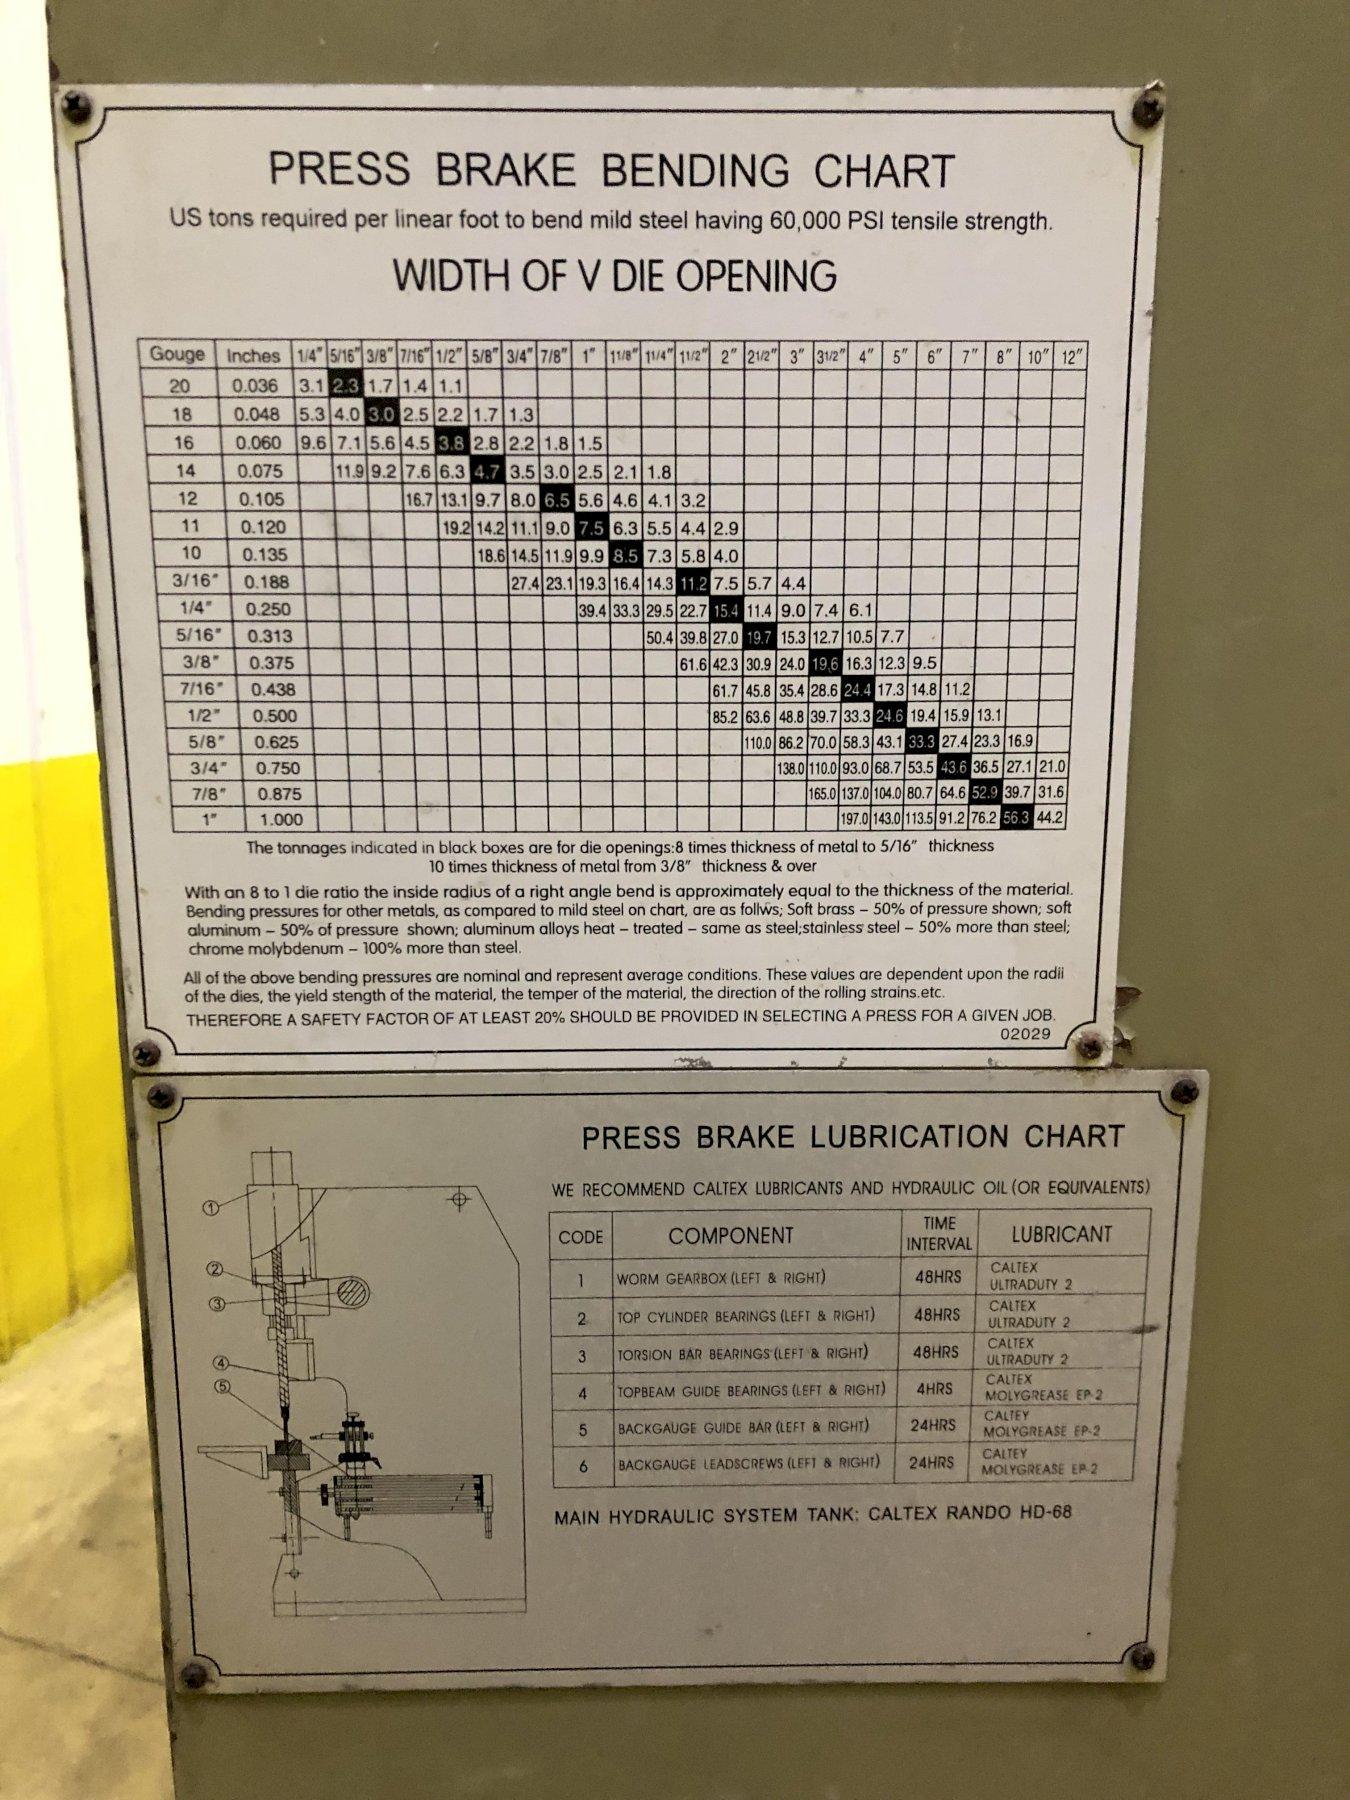 PRESS BRAKE BENDING CHART
US tons required per linear foot to bend mild steel having 60,000 PSI tensile strength.
WIDTH OF V DIE OPENING
Gouge Inches 1/4" 5/16" 3/8" 7/16" 1/2" 5/8" 3/4" 7/8" 1" 11/8" 11/4" 11/2" 2" 21/2" 3" 31/2" 4" 5" 6" 7" 8" 10" 12"
20 0.036 3.1 2.3 1.7 1.4 1.1
18 0.048 5.3 4.0 3.0 2.5 2.2 1.7 1.3
16 0.060 9.6 7.1 5.6 4.5 3.8 2.8 2.2 1.8 1.5
14 0.075 11.9 9.2 7.6 6.3 4.7 3.5 3.0 2.5 2.1 1.8
12 0.105 16.7 13.1 9.7 8.0 6.5 5.6 4.6 4.1 3.2
11 0.120 19.2 14.2 11.1 9.0 7.5 6.3 5.5 4.4 2.9
10 0.135 18.6 14.5 11.9 9.9 8.5 7.3 5.8 4.0
3/16" 0.188 27.4 23.1 19.3 16.4 14.3 11.2 7.5 5.7 4.4
1/4" 0.250 39.4 33.3 29.5 22.7 15.4 11.4 9.0 7.4 6.1
5/16" 0.313 50.4 39.8 27.0 19.7 15.3 12.7 10.5 7.7
3/8" 0.375 61.6 42.3 30.9 24.0 19.6 16.3 12.3 9.5
7/16" 0.438 61.7 45.8 35.4 28.6 24.4 17.3 14.8 11.2
1/2" 0.500 85.2 63.6 48.8 39.7 33.3 24.6 19.4 15.9 13.1
5/8" 0.625 110.0 86.2 70.0 58.3 43.1 33.3 27.4 23.3 16.9
3/4" 0.750 138.0 110.0 93.0 68.7 53.5 43.6 36.5 27.1 21.0
7/8" 0.875 165.0 137.0 104.0 80.7 64.6 52.9 39.7 31.6
1" 1.000 197.0 143.0 113.5 91.2 76.2 56.3 44.2
The tonnages indicated in black boxes are for die openings:8 times thickness of metal to 5/16" thickness
10 times thickness of metal from 3/8" thickness & over
With an 8 to 1 die ratio the inside radius of a right angle bend is approximately equal to the thickness of the material.
Bending pressures for other metals, as compared to mild steel on chart, are as follws; Soft brass – 50% of pressure shown; soft
aluminum – 50% of pressure shown; aluminum alloys heat – treated – same as steel;stainless steel – 50% more than steel;
chrome molybdenum – 100% more than steel.
All of the above bending pressures are nominal and represent average conditions. These values are dependent upon the radii
of the dies, the yield stength of the material, the temper of the material, the direction of the rolling strains.etc.
THEREFORE A SAFETY FACTOR OF AT LEAST 20% SHOULD BE PROVIDED IN SELECTING A PRESS FOR A GIVEN JOB.
02029
PRESS BRAKE LUBRICATION CHART
WE RECOMMEND CALTEX LUBRICANTS AND HYDRAULIC OIL (OR EQUIVALENTS)
CODE COMPONENT TIME INTERVAL LUBRICANT
1 WORM GEARBOX (LEFT & RIGHT) 48HRS CALTEX ULTRADUTY 2
2 TOP CYLINDER BEARINGS (LEFT & RIGHT) 48HRS CALTEX ULTRADUTY 2
3 TORSION BAR BEARINGS (LEFT & RIGHT) 48HRS CALTEX ULTRADUTY 2
4 TOPBEAM GUIDE BEARINGS (LEFT & RIGHT) 4HRS CALTEX MOLYGREASE EP-2
5 BACKGAUGE GUIDE BAR (LEFT & RIGHT) 24HRS CALTEY MOLYGREASE EP-2
6 BACKGAUGE LEADSCREWS (LEFT & RIGHT) 24HRS CALTEY MOLYGREASE EP-2
MAIN HYDRAULIC SYSTEM TANK: CALTEX RANDO HD-68
1
2
3
4
5